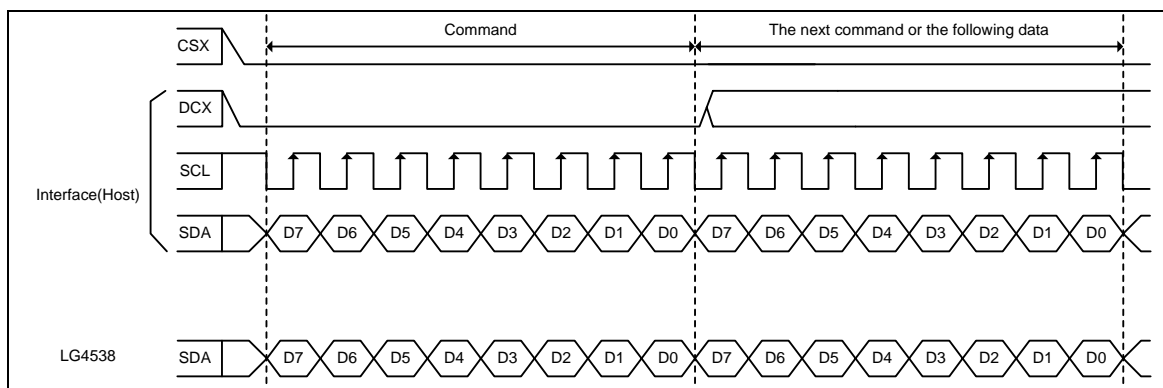 Command The next command or the following data
CSX
DCX
SCL
Interface(Host)
SDA D7 D6 D5 D4 D3 D2 D1 D0 D7 D6 D5 D4 D3 D2 D1 D0
LG4538 SDA D7 D6 D5 D4 D3 D2 D1 D0 D7 D6 D5 D4 D3 D2 D1 D0